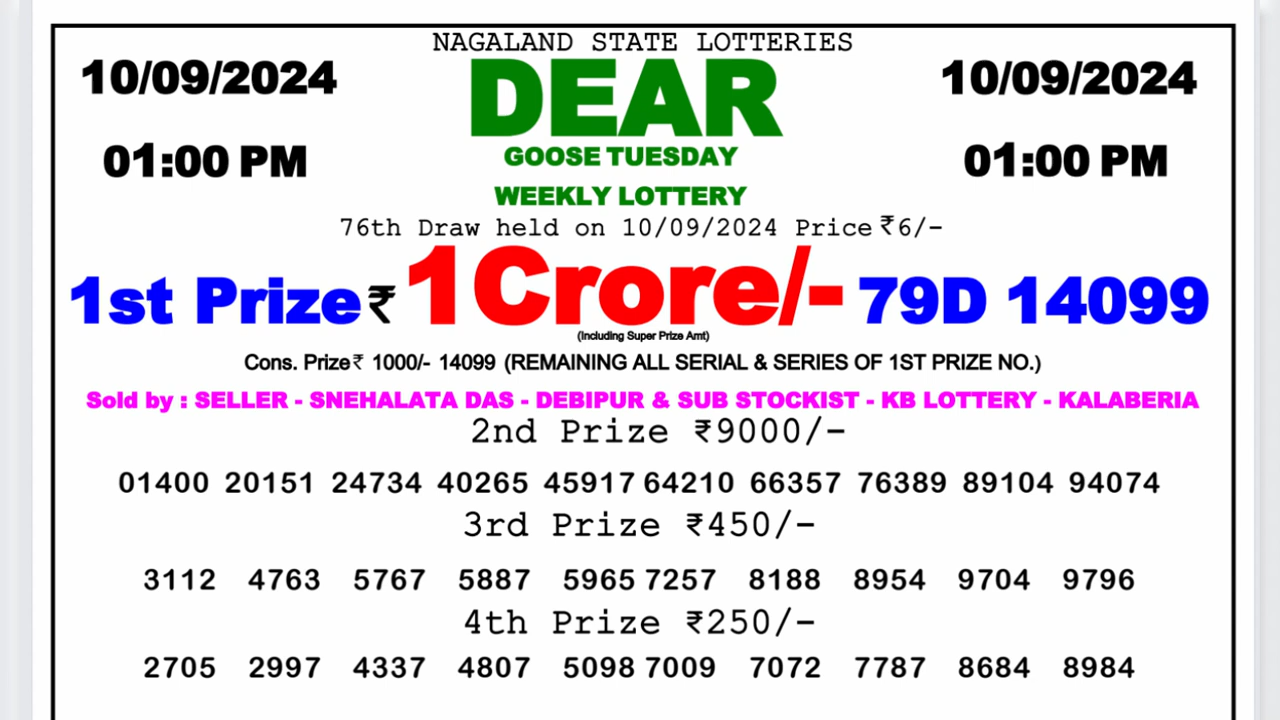 NAGALAND STATE LOTTERIES
10/09/2024 DEAR 10/09/2024
01:00 PM GOOSE TUESDAY 01:00 PM
WEEKLY LOTTERY
76th Draw held on 10/09/2024 Price ₹6/-
1st Prize ₹ 1Crore/- 79D 14099
(Including Super Prize Amt)
Cons. Prize₹ 1000/- 14099 (REMAINING ALL SERIAL & SERIES OF 1ST PRIZE NO.)
Sold by : SELLER - SNEHALATA DAS - DEBIPUR & SUB STOCKIST - KB LOTTERY - KALABERIA
2nd Prize ₹9000/-
01400 20151 24734 40265 45917 64210 66357 76389 89104 94074
3rd Prize ₹450/-
3112 4763 5767 5887 5965 7257 8188 8954 9704 9796
4th Prize ₹250/-
2705 2997 4337 4807 5098 7009 7072 7787 8684 8984